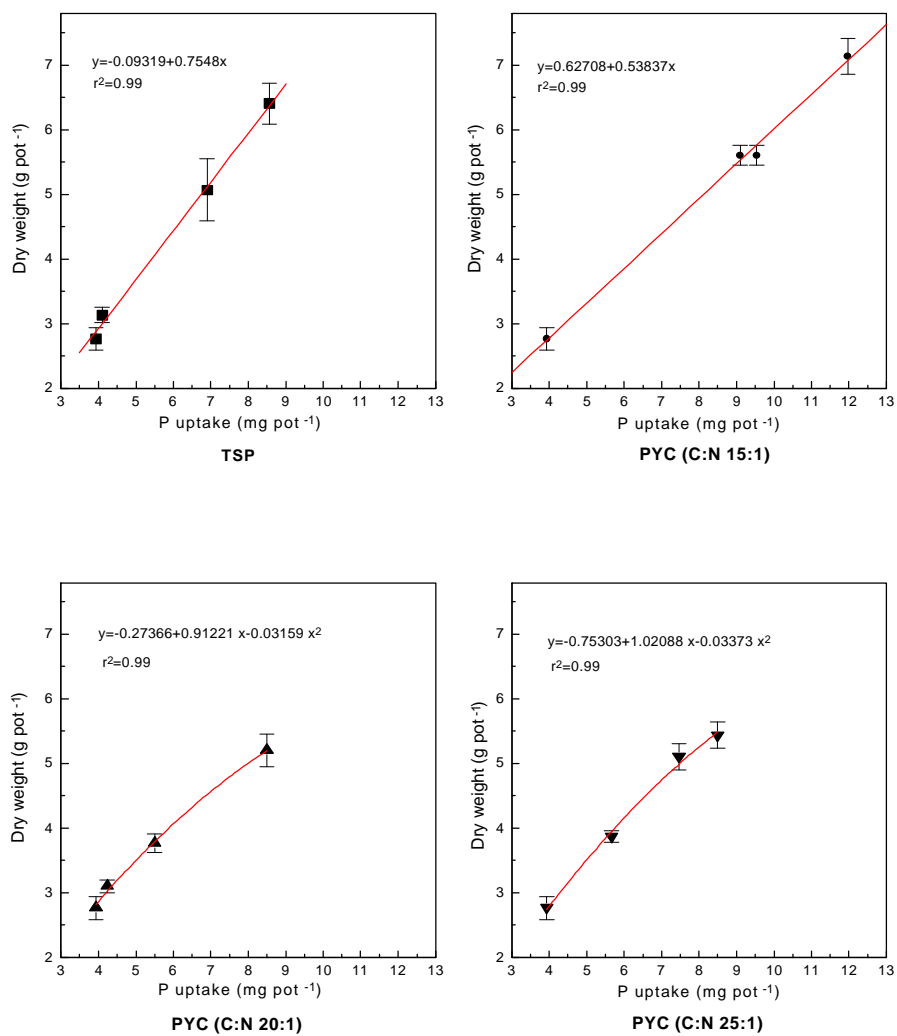 y=-0.09319+0.7548x
r2=0.99
7
6
5
4
3
2
Dry weight (g pot -1)
3 4 5 6 7 8 9 10 11 12 13
P uptake (mg pot -1)
TSP
y=0.62708+0.53837x
r2=0.99
7
6
5
4
3
2
Dry weight (g pot -1)
3 4 5 6 7 8 9 10 11 12 13
P uptake (mg pot -1)
PYC (C:N 15:1)
y=-0.27366+0.91221 x-0.03159 x2
r2=0.99
7
6
5
4
3
2
Dry weight (g pot -1)
3 4 5 6 7 8 9 10 11 12 13
P uptake (mg pot -1)
PYC (C:N 20:1)
y=-0.75303+1.02088 x-0.03373 x2
r2=0.99
7
6
5
4
3
2
Dry weight (g pot -1)
3 4 5 6 7 8 9 10 11 12 13
P uptake (mg pot -1)
PYC (C:N 25:1)